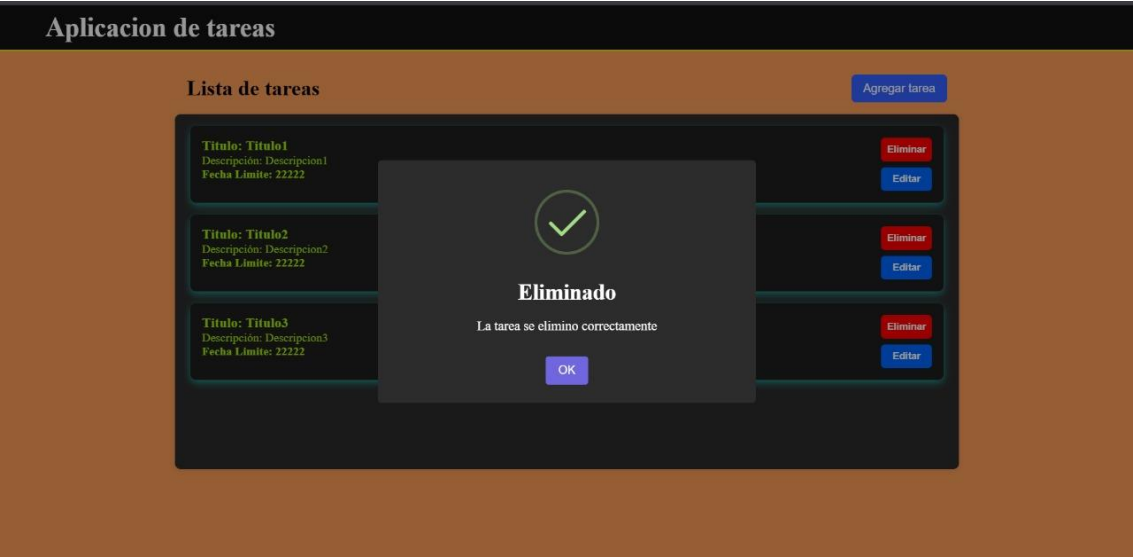 Aplicacion de tareas
Lista de tareas
Agregar tarea
Titulo: Titulo1
Descripción: Descripcion1
Fecha Limite: 22222
Eliminar
Editar
Titulo: Titulo2
Descripción: Descripcion2
Fecha Limite: 22222
Eliminar
Editar
Titulo: Titulo3
Descripción: Descripcion3
Fecha Limite: 22222
Eliminar
Editar
Eliminado
La tarea se elimino correctamente
OK